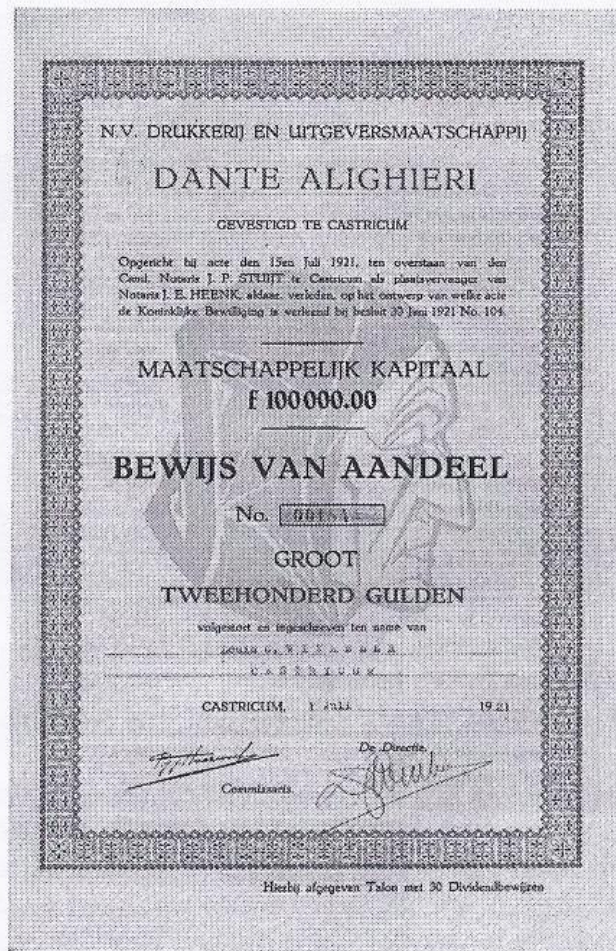 N.V. DRUKKERIJ EN UITGEVERSMAATSCHAPPIJ
DANTE ALIGHIERI
GEVESTIGD TE CASTRICUM
Opgericht bij acte den 15en Juli 1921, ten overstaan van den
Cand. Notaris J. P. STUIJT te Castricum als plaatsvervanger van
Notaris J. E. HEENK, aldaar, verleden, op het ontwerp van welke acte
de Koninklijke Bewilliging is verleend bij besluit 30 Juni 1921 No. 104.
MAATSCHAPPELIJK KAPITAAL
f 100000.00
BEWIJS VAN AANDEEL
No. 00184
GROOT
TWEEHONDERD GULDEN
volgestort en ingeschreven ten name van
Louis
CASTRICUM
CASTRICUM, 1 Juli 1921
De Directie,
Commissaris.
Hierbij afgegeven Talon met 30 Dividendbewijzen